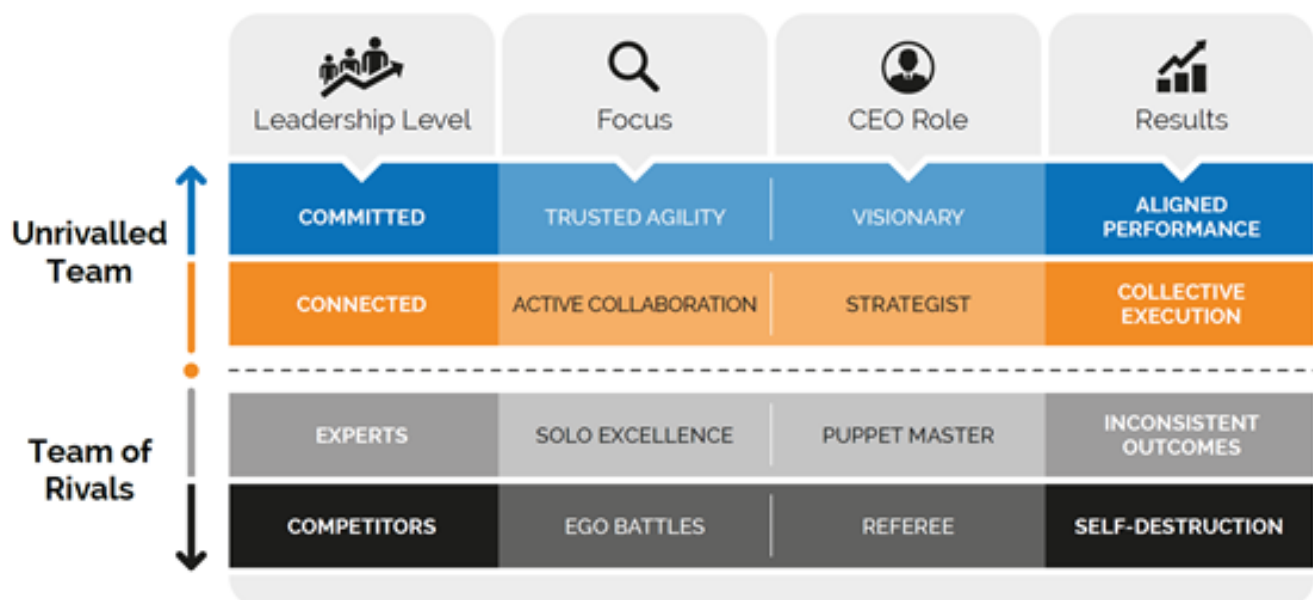 Leadership Level
Focus
CEO Role
Results
Unrivalled
Team
COMMITTED
TRUSTED AGILITY
VISIONARY
ALIGNED
PERFORMANCE
CONNECTED
ACTIVE COLLABORATION
STRATEGIST
COLLECTIVE
EXECUTION
Team of
Rivals
EXPERTS
SOLO EXCELLENCE
PUPPET MASTER
INCONSISTENT
OUTCOMES
COMPETITORS
EGO BATTLES
REFEREE
SELF-DESTRUCTION